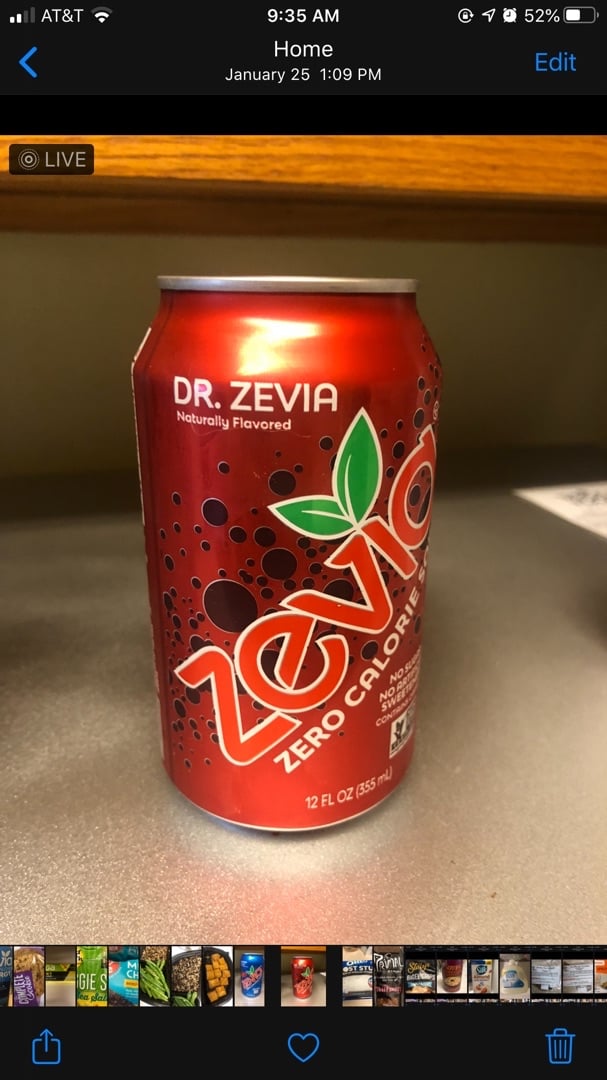 AT&T
9:35 AM
52%
Home
January 25 1:09 PM
Edit
LIVE
DR. ZEVIA
Naturally Flavored
zevia
ZERO CALORIE
NO
NO
12 FL OZ (355 mL)